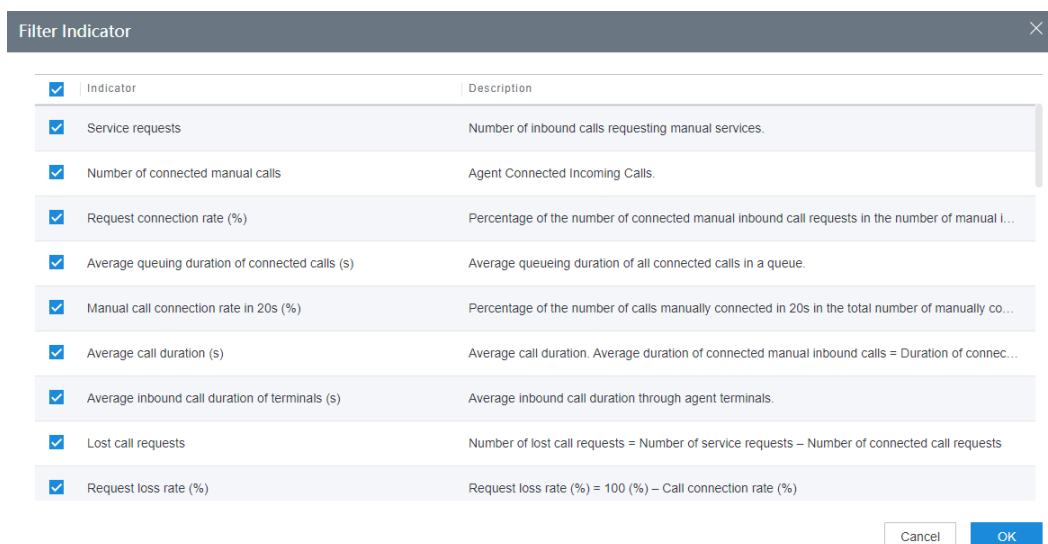 Filter Indicator
Indicator Description
Service requests Number of inbound calls requesting manual services.
Number of connected manual calls Agent Connected Incoming Calls.
Request connection rate (%) Percentage of the number of connected manual inbound call requests in the number of manual i...
Average queuing duration of connected calls (s) Average queueing duration of all connected calls in a queue.
Manual call connection rate in 20s (%) Percentage of the number of calls manually connected in 20s in the total number of manually co...
Average call duration (s) Average call duration. Average duration of connected manual inbound calls = Duration of connec...
Average inbound call duration of terminals (s) Average inbound call duration through agent terminals.
Lost call requests Number of lost call requests = Number of service requests – Number of connected call requests
Request loss rate (%) Request loss rate (%) = 100 (%) – Call connection rate (%)
Cancel OK